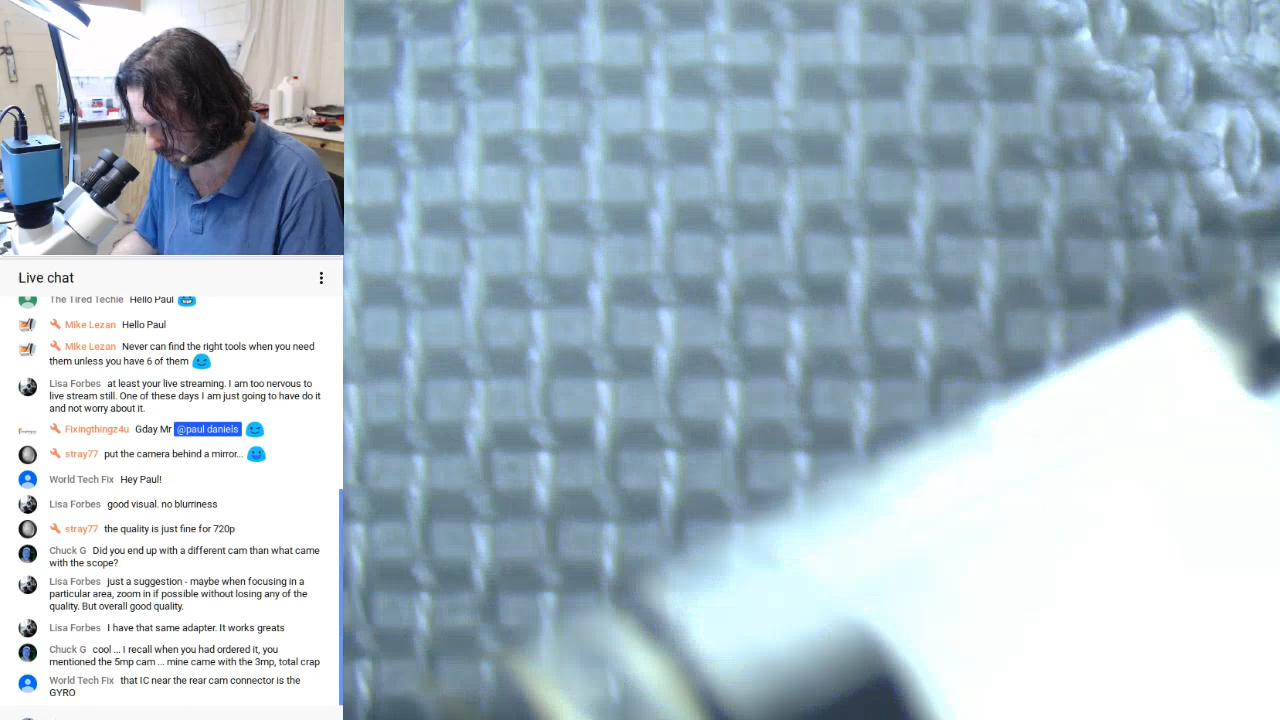 Live chat
The Tired Techie Hello Paul
Mike Lezan Hello Paul
Mike Lezan Never can find the right tools when you need
them unless you have 6 of them
Lisa Forbes at least your live streaming. I am too nervous to
live stream still. One of these days I am just going to have do it
and not worry about it.
Fixingthingz4u Gday Mr @paul daniels
stray77 put the camera behind a mirror...
World Tech Fix Hey Paul!
Lisa Forbes good visual. no blurriness
stray77 the quality is just fine for 720p
Chuck G Did you end up with a different cam than what came
with the scope?
Lisa Forbes just a suggestion - maybe when focusing in a
particular area, zoom in if possible without losing any of the
quality. But overall good quality.
Lisa Forbes I have that same adapter. It works greats
Chuck G cool ... I recall when you had ordered it, you
mentioned the 5mp cam ... mine came with the 3mp, total crap
World Tech Fix that IC near the rear cam connector is the
GYRO